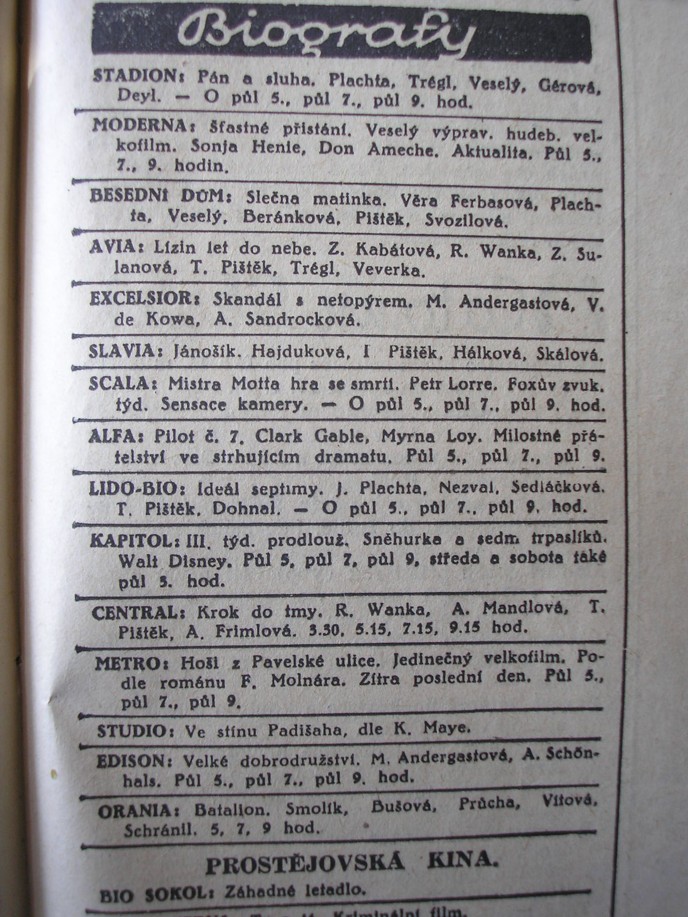 Biografy
STADION: Pán a sluha. Plachta, Trégl, Veselý, Gérová,
Deyl. — O půl 5., půl 7., půl 9. hod.
MODERNA: Šťastné přistání. Veselý výprav. hudeb. vel-
kofilm. Sonja Henie, Don Ameche. Aktualita. Půl 5.,
7., 9. hodin.
BESEDNÍ DŮM: Slečna matinka. Věra Ferbasová, Plach-
ta, Veselý, Beránková, Pištěk, Svozilová.
AVIA: Lízin let do nebe. Z. Kabátová, R. Wanka, Z. Su-
lanová, T. Pištěk, Trégl, Veverka.
EXCELSIOR: Skandál s netopýrem. M. Andergastová, V.
de Kowa, A. Sandrocková.
SLAVIA: Jánošík. Hajduková, T Pištěk, Hálková, Skálová.
SCALA: Mistra Motta hra se smrtí. Petr Lorre. Foxův zvuk.
týd. Sensace kamery. — O půl 5., půl 7., půl 9. hod.
ALFA: Pilot č. 7. Clark Gable, Myrna Loy. Milostné přá-
telství ve strhujícím dramatu. Půl 5., půl 7., půl 9.
LIDO-BIO: Ideál septimy. J. Plachta, Nezval, Sedláčková,
T. Pištěk, Dohnal. — O půl 5., půl 7., půl 9. hod.
KAPITOL: III. týd. prodlouž. Sněhurka a sedm trpaslíků.
Walt Disney. Půl 5, půl 7, půl 9, středa a sobota také
půl 3. hod.
CENTRAL: Krok do tmy. R. Wanka, A. Mandlová, T.
Pištěk, A. Frimlová. 3.30, 5.15, 7.15, 9.15 hod.
METRO: Hoši z Pavelské ulice. Jedinečný velkofilm. Po-
dle románu F. Molnára. Zítra poslední den. Půl 5.,
půl 7., půl 9.
STUDIO: Ve stínu Padišaha, dle K. Maye.
EDISON: Velké dobrodružství. M. Andergastová, A. Schön-
hals. Půl 5., půl 7., půl 9. hod.
ORANIA: Batalion. Smolík, Bušová, Průcha, Vítová,
Schránil. 5, 7, 9 hod.
PROSTĚJOVSKÁ KINA.
BIO SOKOL: Záhadné letadlo.
Kriminální film.